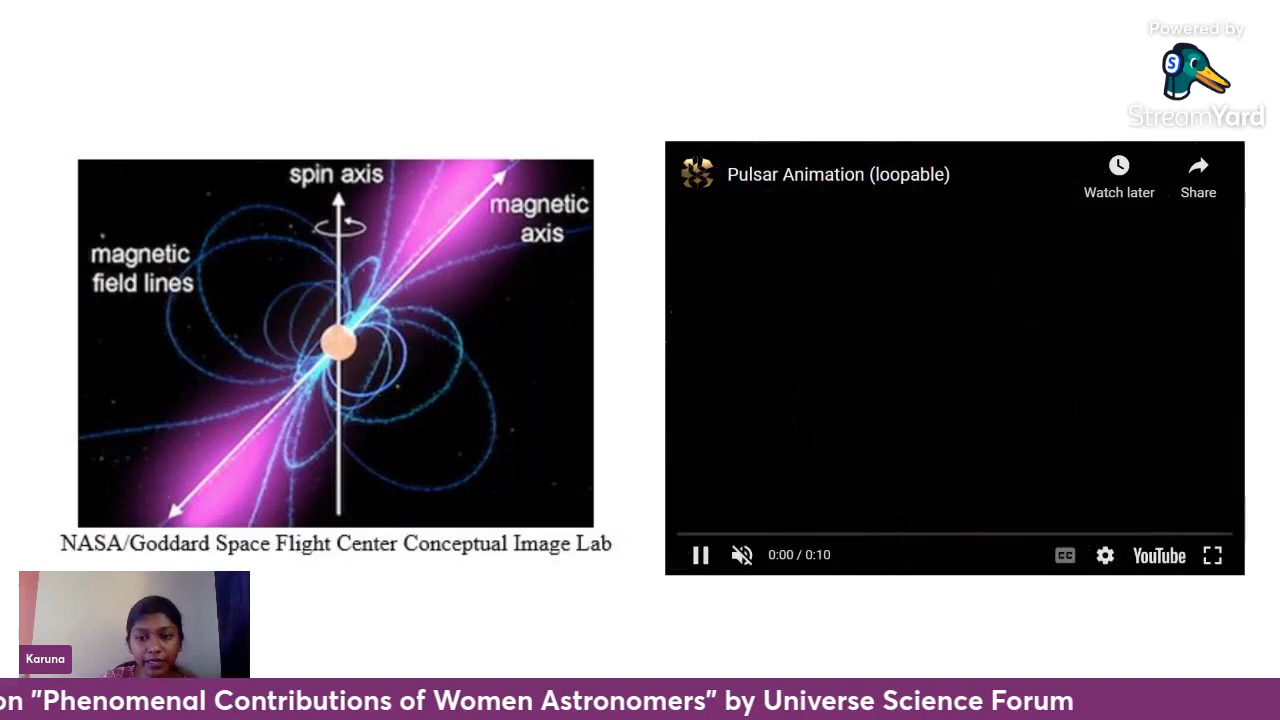 Powered by
StreamYard
spin axis
magnetic
axis
magnetic
field lines
NASA/Goddard Space Flight Center Conceptual Image Lab
Pulsar Animation (loopable)
Watch later
Share
0:00 / 0:10
CC
YouTube
Karuna
on "Phenomenal Contributions of Women Astronomers" by Universe Science Forum